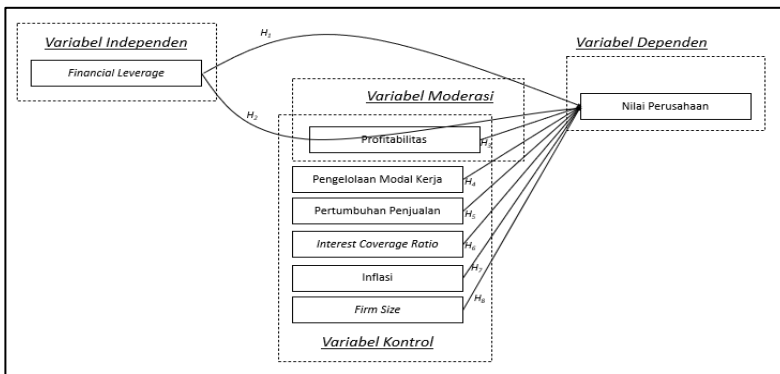 Variabel Independen
Financial Leverage
H1
H2
Variabel Moderasi
Profitabilitas
H3
Pengelolaan Modal Kerja
H4
Pertumbuhan Penjualan
H5
Interest Coverage Ratio
H6
Inflasi
H7
Firm Size
H8
Variabel Kontrol
Variabel Dependen
Nilai Perusahaan